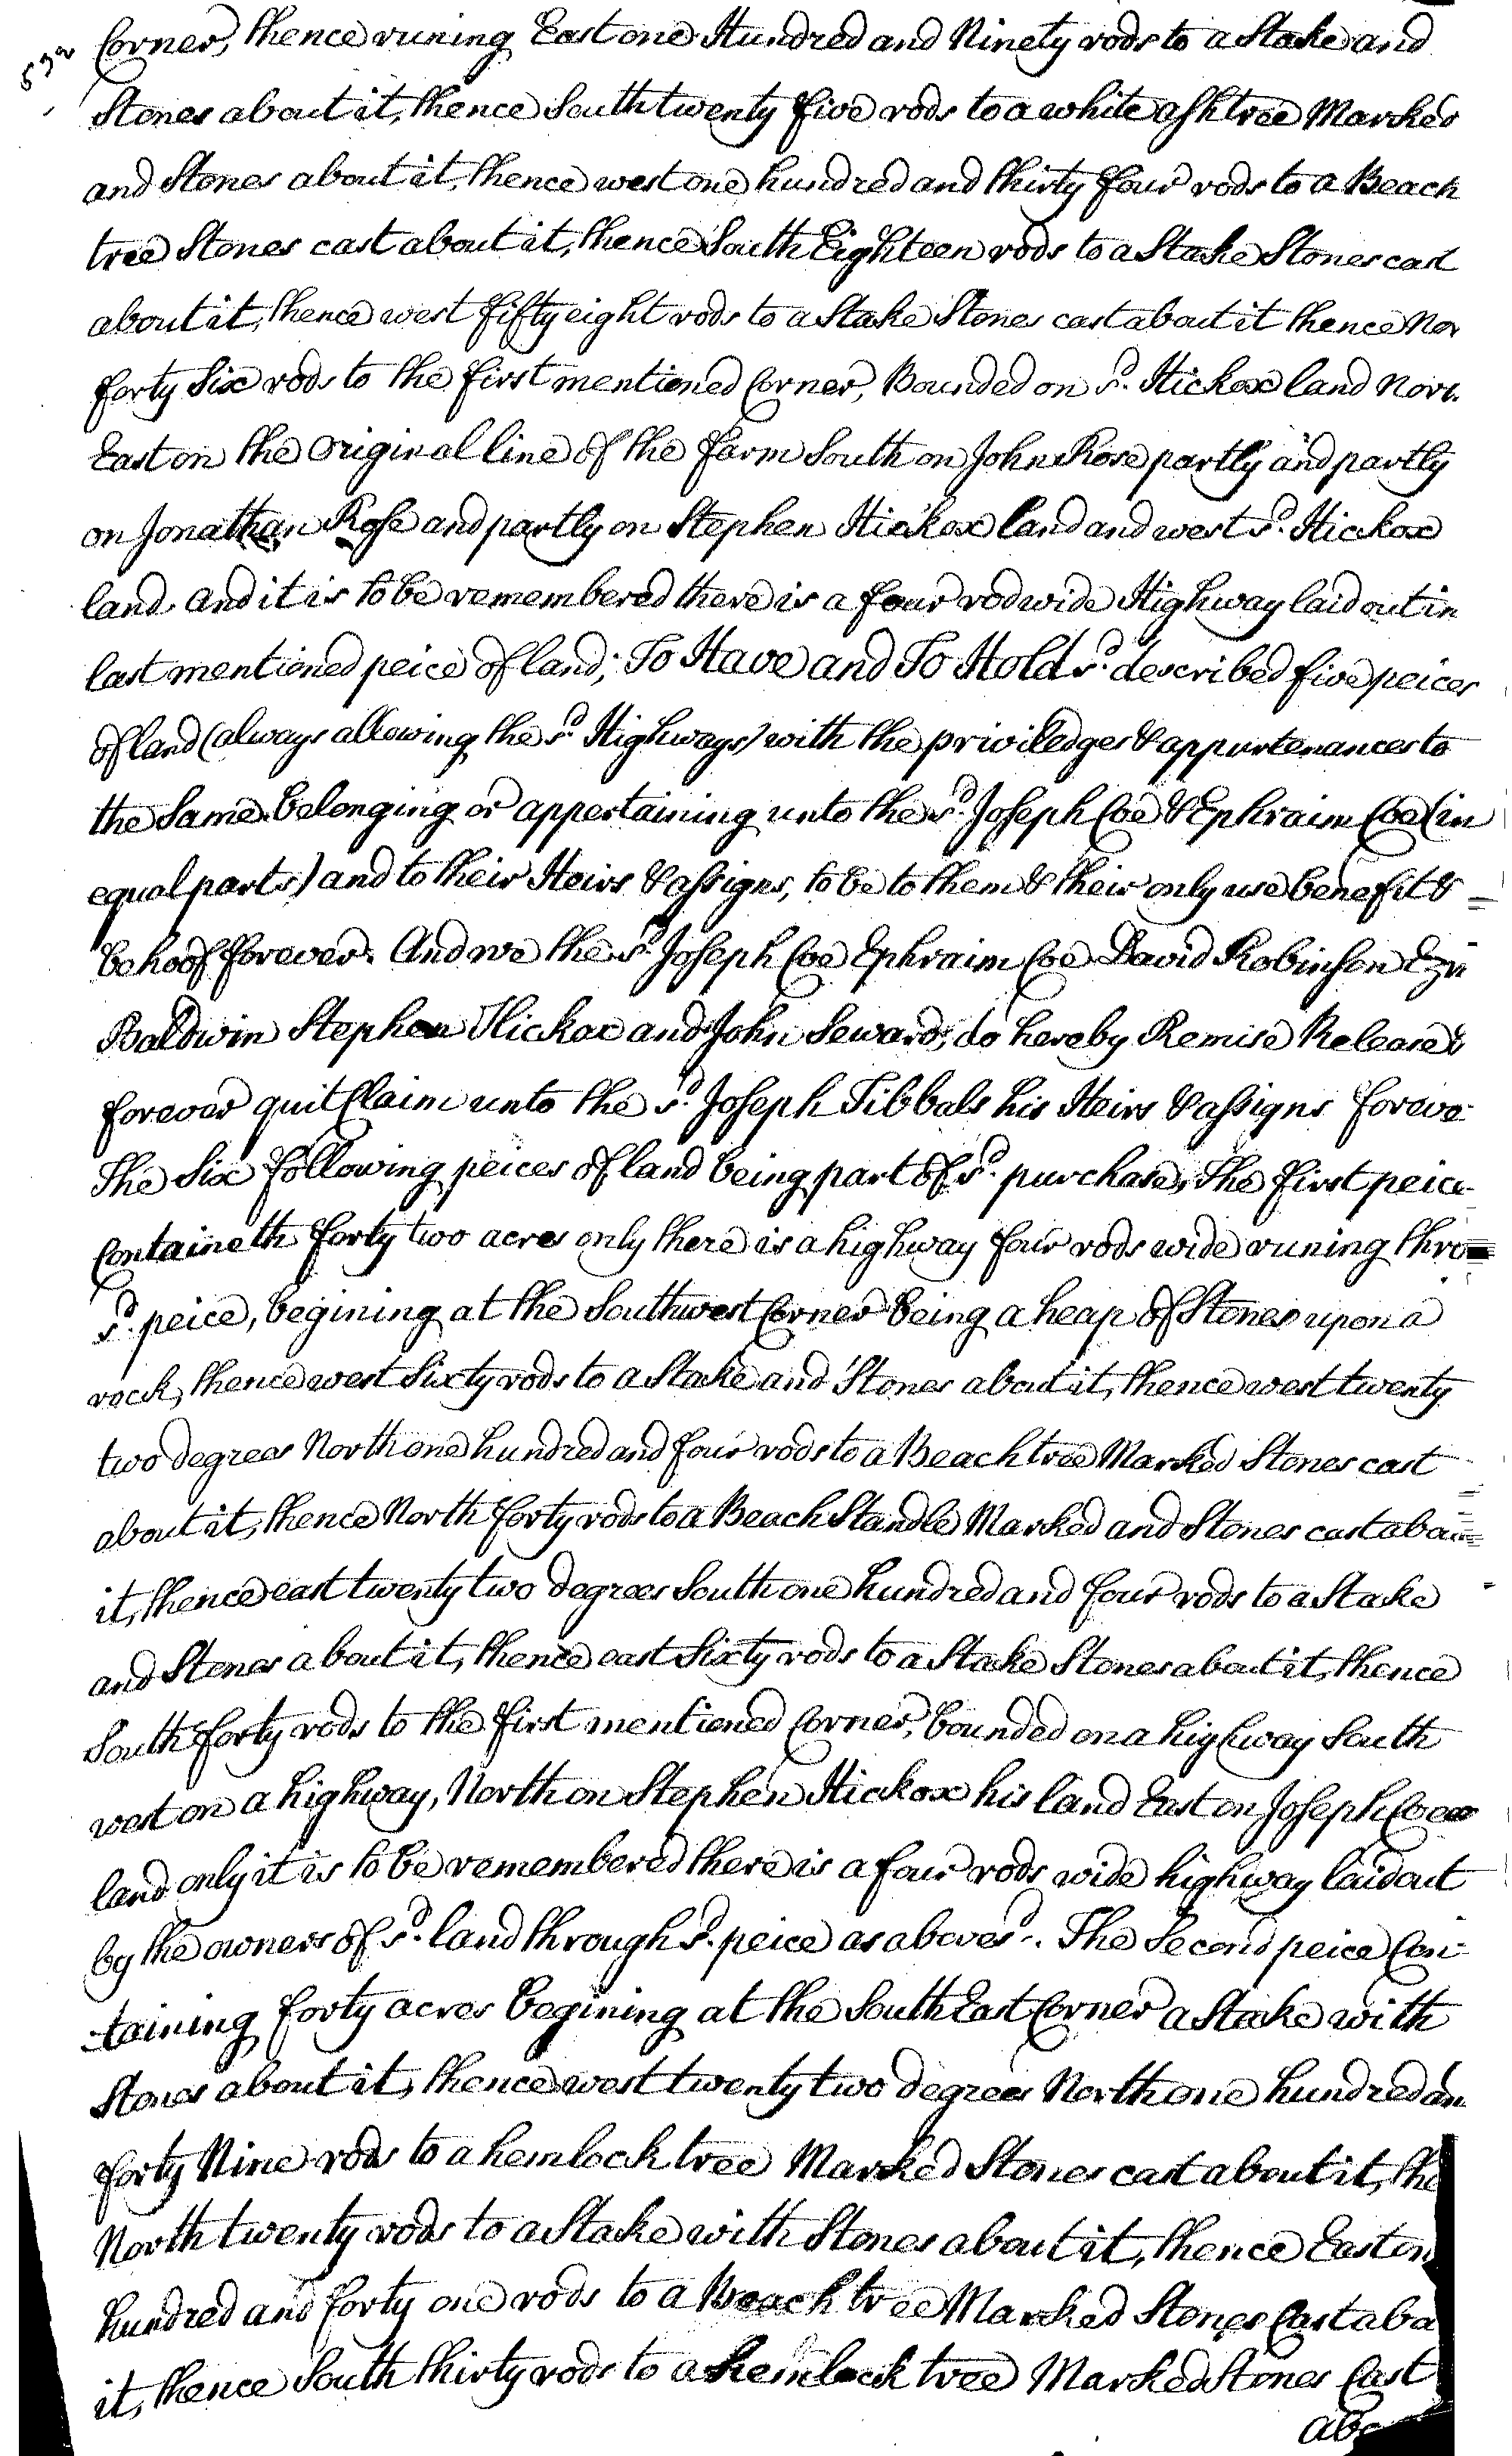 532
Corner, thence runing East one Hundred and Ninety rods to a Stake and
Stones about it, thence South twenty five rods to a white ash tree Marked
and Stones about it, thence west one hundred and thirty four rods to a Beach
tree Stones cast about it, thence South Eighteen rods to a Stake Stones cast
about it, thence west fifty eight rods to a Stake Stones cast about it thence Nor
forty Six rods to the first mentioned Corner, Bounded on sd. Hickox land Nor
East on the Original line of the farm South on John Rose partly and partly
on Jonathan Rose and partly on Stephen Hickox land and west sd. Hickox
land. and it is to be remembered there is a four rod wide Highway laid out in
last mentioned peice of land; To Have and To Hold sd. described five peices
of land (always allowing the sd. Highways) with the priviledges & appurtenances to
the Same belonging or appertaining unto the sd. Joseph Coe & Ephraim Coe (in
equal parts) and to their Heirs & assigns, to be to them & their only use benefit &
behoof forever. And we the sd. Joseph Coe Ephraim Coe David Robinson Ezra
Baldwin Stephen Hickox and John Seward, do hereby Remise Release &
forever quit Claim unto the sd. Joseph Tibbals his Heirs & assigns foreve
The Six following peices of land being part of sd. purchase, The first peice
Containeth forty two acres only there is a highway four rods wide runing thro
sd. peice, begining at the Southwest Corner being a heap of Stones upon a
rock, thence west Sixty rods to a Stake and Stones about it, thence west twenty
two degrees North one hundred and four rods to a Beach tree Marked Stones cast
about it, thence North forty rods to a Beach Standle Marked and Stones cast abou
it, thence east twenty two degrees South one hundred and four rods to a Stake
and Stones about it, thence east Sixty rods to a Stake Stones about it, thence
South forty rods to the first mentioned Corner, bounded on a highway South
west on a highway, North on Stephen Hickox his land East on Joseph Coes
land only it is to be remembered there is a four rods wide highway laid out
by the owners of sd. land through sd. peice as abovesd. The Second peice Con-
-taining forty acres Begining at the South East Corner a Stake with
Stones about it, thence west twenty two degrees North one hundred an
forty Nine rods to a hemlock tree Marked Stones cast about it, the
North twenty rods to a Stake with Stones about it, thence East on
hundred and forty one rods to a Beach tree Marked Stones Cast abo
it, thence South thirty rods to a hemlock tree Marked Stones Cast
abo